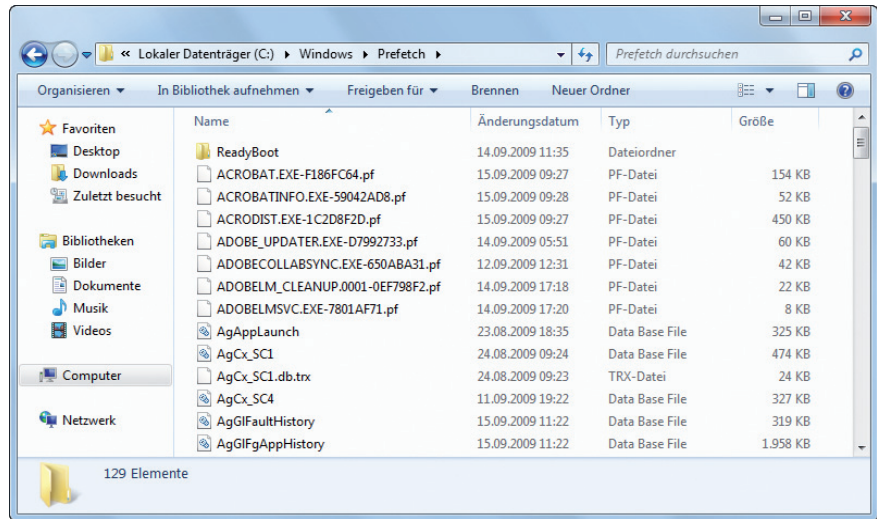 « Lokaler Datenträger (C:) ▸ Windows ▸ Prefetch ▸ Prefetch durchsuchen
Organisieren In Bibliothek aufnehmen Freigeben für Brennen Neuer Ordner
Favoriten
Desktop
Downloads
Zuletzt besucht
Bibliotheken
Bilder
Dokumente
Musik
Videos
Computer
Netzwerk
Name Änderungsdatum Typ Größe
ReadyBoot 14.09.2009 11:35 Dateiordner
ACROBAT.EXE-F186FC64.pf 15.09.2009 09:27 PF-Datei 154 KB
ACROBATINFO.EXE-59042AD8.pf 15.09.2009 09:28 PF-Datei 52 KB
ACRODIST.EXE-1C2D8F2D.pf 15.09.2009 09:27 PF-Datei 450 KB
ADOBE_UPDATER.EXE-D7992733.pf 14.09.2009 05:51 PF-Datei 60 KB
ADOBECOLLABSYNC.EXE-650ABA31.pf 12.09.2009 12:31 PF-Datei 42 KB
ADOBELM_CLEANUP.0001-0EF798F2.pf 14.09.2009 17:18 PF-Datei 22 KB
ADOBELMSVC.EXE-7801AF71.pf 14.09.2009 17:20 PF-Datei 8 KB
AgAppLaunch 23.08.2009 18:35 Data Base File 325 KB
AgCx_SC1 24.08.2009 09:24 Data Base File 474 KB
AgCx_SC1.db.trx 24.08.2009 09:23 TRX-Datei 24 KB
AgCx_SC4 11.09.2009 19:22 Data Base File 327 KB
AgGlFaultHistory 15.09.2009 11:22 Data Base File 319 KB
AgGlFgAppHistory 15.09.2009 11:22 Data Base File 1.958 KB
129 Elemente